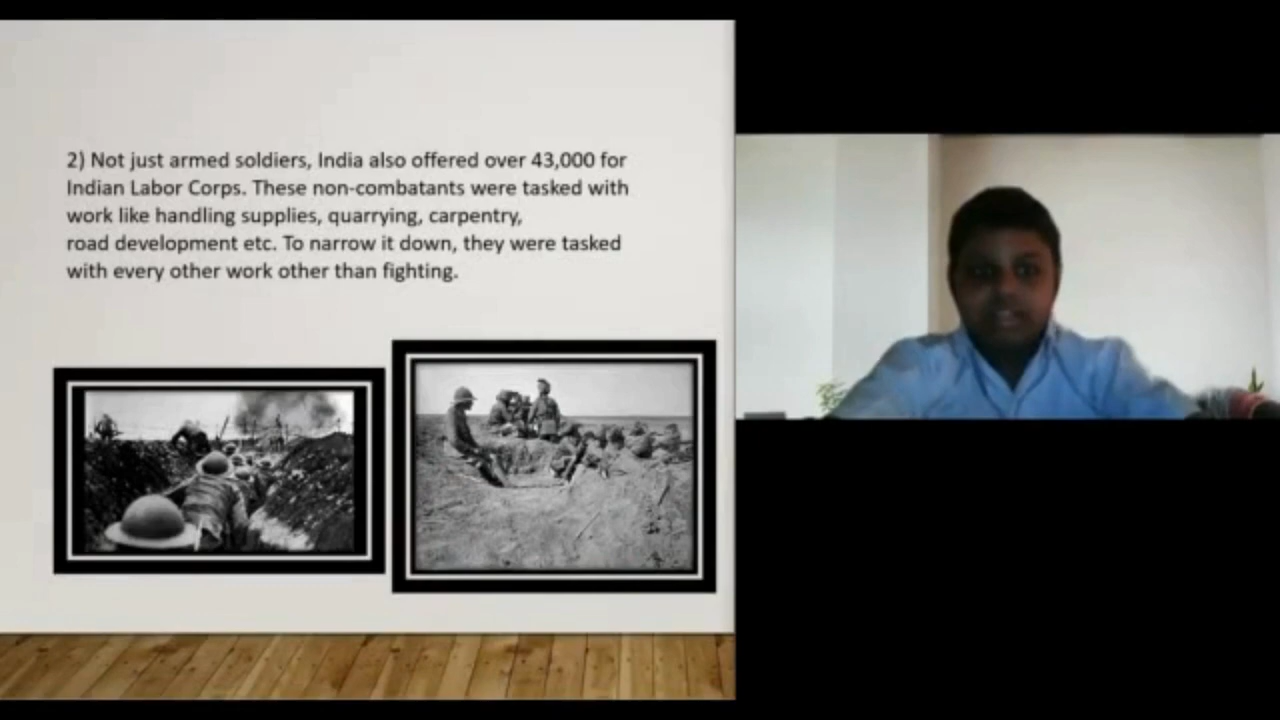 2) Not just armed soldiers, India also offered over 43,000 for
Indian Labor Corps. These non-combatants were tasked with
work like handling supplies, quarrying, carpentry,
road development etc. To narrow it down, they were tasked
with every other work other than fighting.